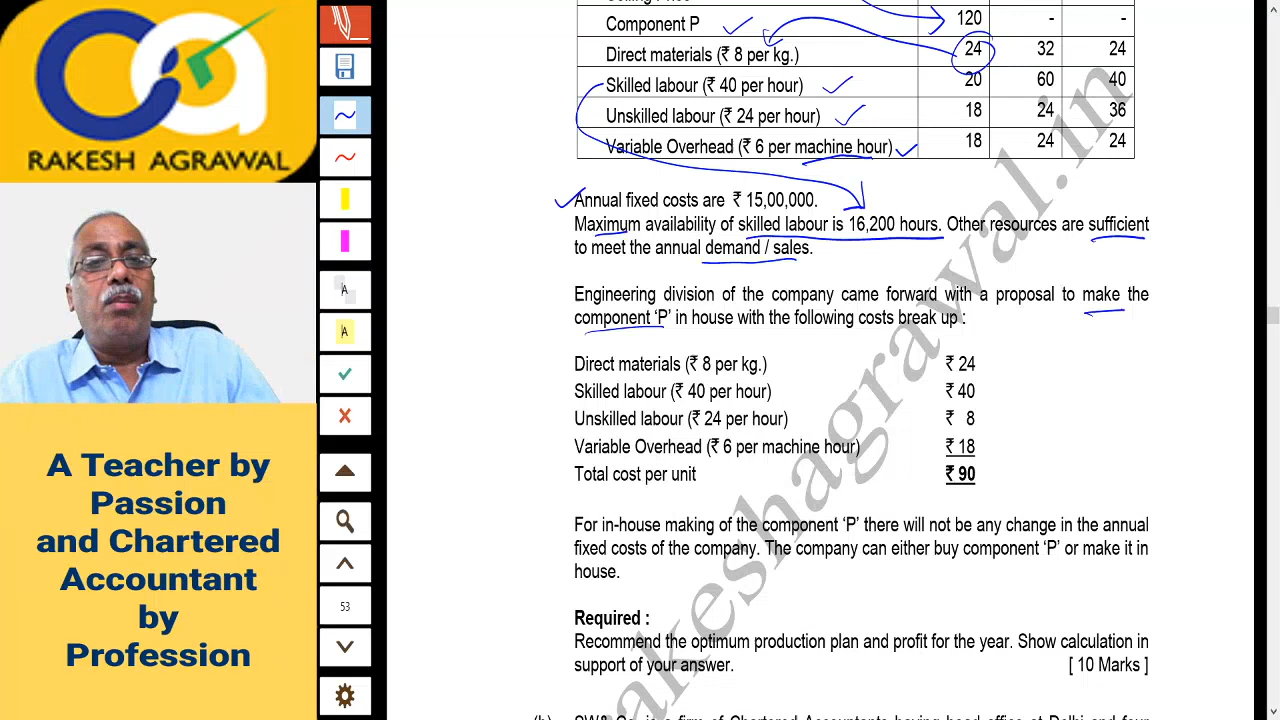 RAKESH AGRAWAL
A Teacher by
Passion
and Chartered
Accountant
by
Profession
A
A
53
Component P 120 - -
Direct materials (₹ 8 per kg.) 24 32 24
Skilled labour (₹ 40 per hour) 20 60 40
Unskilled labour (₹ 24 per hour) 18 24 36
Variable Overhead (₹ 6 per machine hour) 18 24 24
Annual fixed costs are ₹ 15,00,000.
Maximum availability of skilled labour is 16,200 hours. Other resources are sufficient
to meet the annual demand / sales.
Engineering division of the company came forward with a proposal to make the
component ‘P’ in house with the following costs break up :
Direct materials (₹ 8 per kg.) ₹ 24
Skilled labour (₹ 40 per hour) ₹ 40
Unskilled labour (₹ 24 per hour) ₹ 8
Variable Overhead (₹ 6 per machine hour) ₹ 18
Total cost per unit ₹ 90
For in-house making of the component ‘P’ there will not be any change in the annual
fixed costs of the company. The company can either buy component ‘P’ or make it in
house.
Required :
Recommend the optimum production plan and profit for the year. Show calculation in
support of your answer. [ 10 Marks ]
rakeshagrawal.in